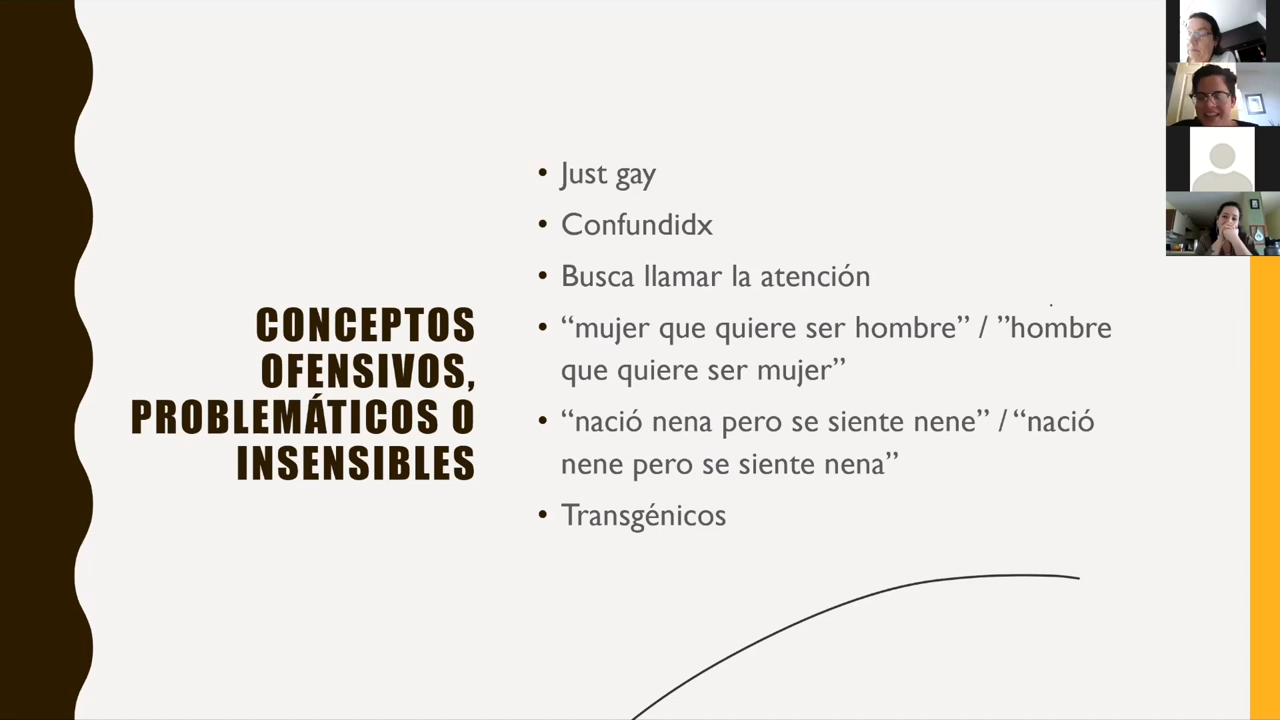 CONCEPTOS
OFENSIVOS,
PROBLEMÁTICOS O
INSENSIBLES
• Just gay
• Confundidx
• Busca llamar la atención
• “mujer que quiere ser hombre” / ”hombre
que quiere ser mujer”
• “nació nena pero se siente nene” / “nació
nene pero se siente nena”
• Transgénicos